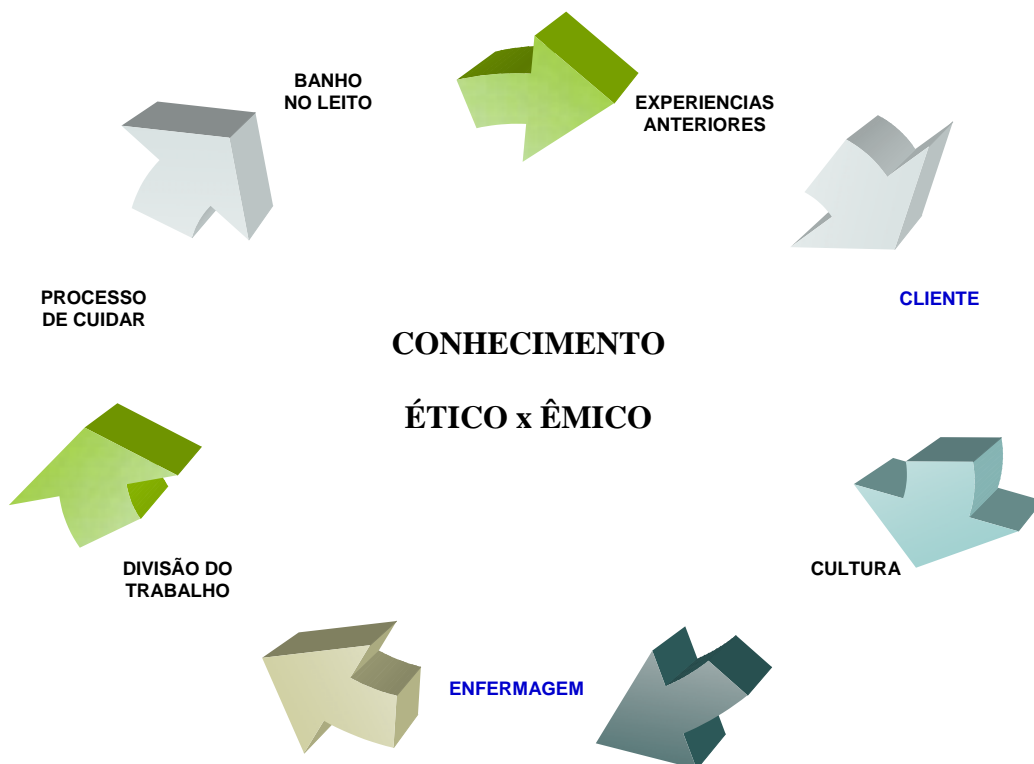 BANHO
NO LEITO
EXPERIENCIAS
ANTERIORES
PROCESSO
DE CUIDAR
CLIENTE
CONHECIMENTO
ÉTICO x ÊMICO
DIVISÃO DO
TRABALHO
CULTURA
ENFERMAGEM